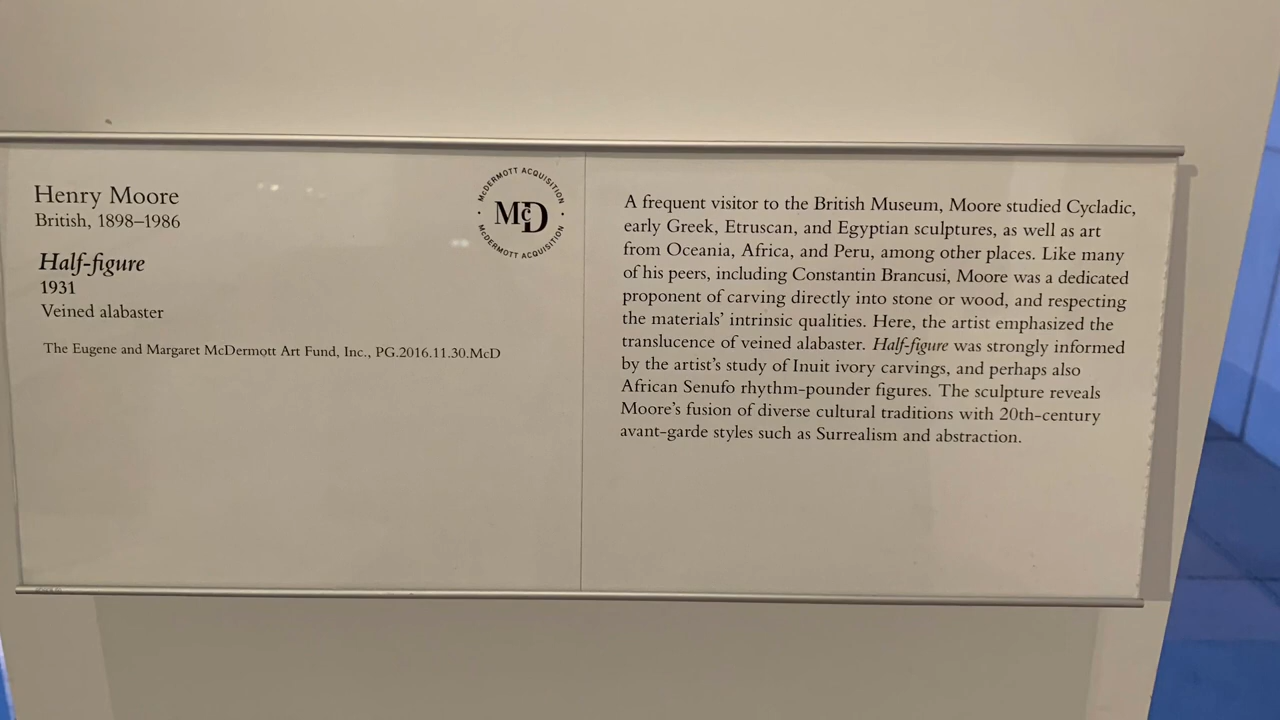 Henry Moore
British, 1898–1986
Half-figure
1931
Veined alabaster
The Eugene and Margaret McDermott Art Fund, Inc., PG.2016.11.30.McD
McDERMOTT ACQUISITION
McD
McDERMOTT ACQUISITION
A frequent visitor to the British Museum, Moore studied Cycladic,
early Greek, Etruscan, and Egyptian sculptures, as well as art
from Oceania, Africa, and Peru, among other places. Like many
of his peers, including Constantin Brancusi, Moore was a dedicated
proponent of carving directly into stone or wood, and respecting
the materials' intrinsic qualities. Here, the artist emphasized the
translucence of veined alabaster. Half-figure was strongly informed
by the artist's study of Inuit ivory carvings, and perhaps also
African Senufo rhythm-pounder figures. The sculpture reveals
Moore's fusion of diverse cultural traditions with 20th-century
avant-garde styles such as Surrealism and abstraction.